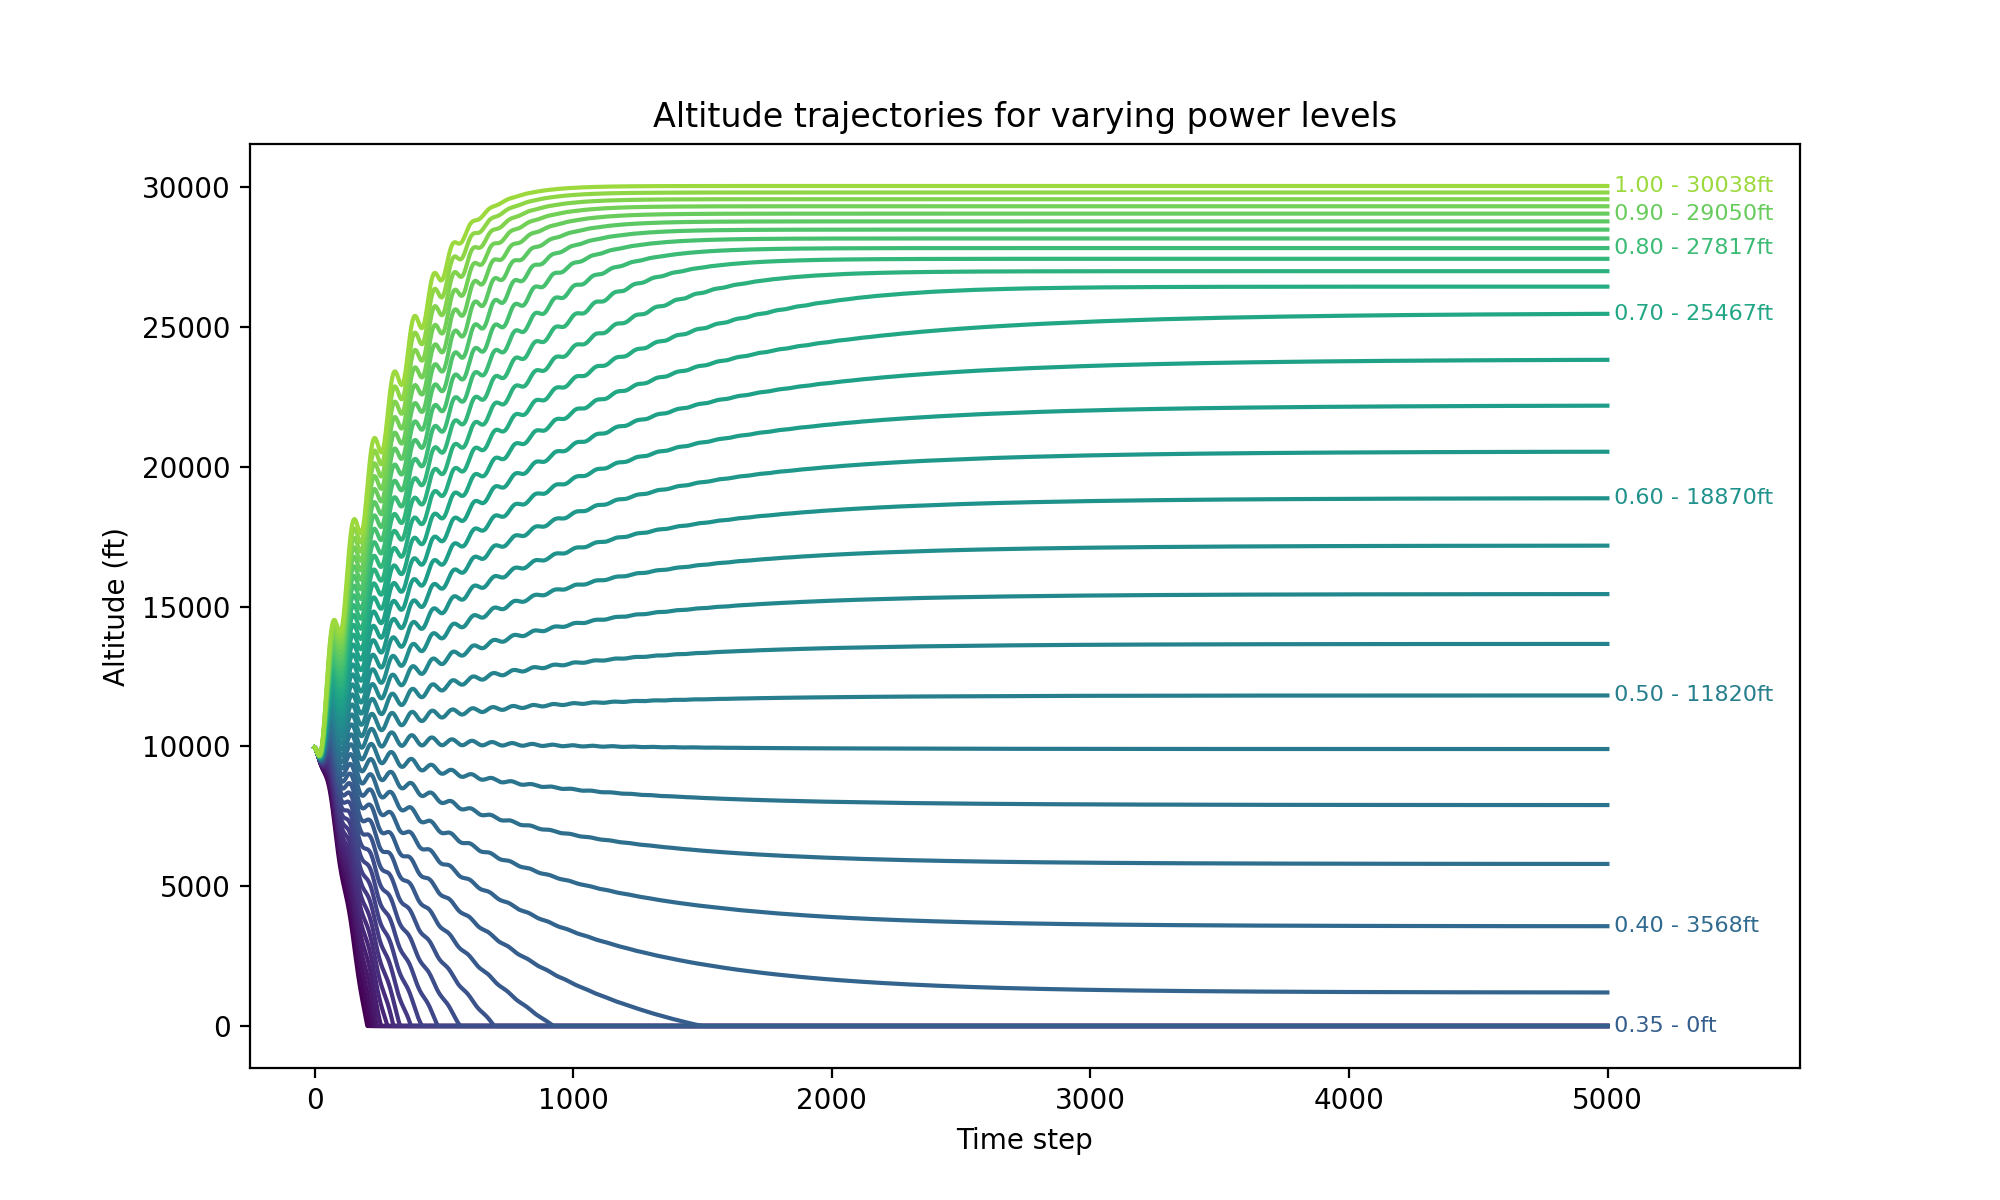 Altitude trajectories for varying power levels
Altitude (ft)
30000
25000
20000
15000
10000
5000
0
1.00 - 30038ft
0.90 - 29050ft
0.80 - 27817ft
0.70 - 25467ft
0.60 - 18870ft
0.50 - 11820ft
0.40 - 3568ft
0.35 - 0ft
0 1000 2000 3000 4000 5000
Time step